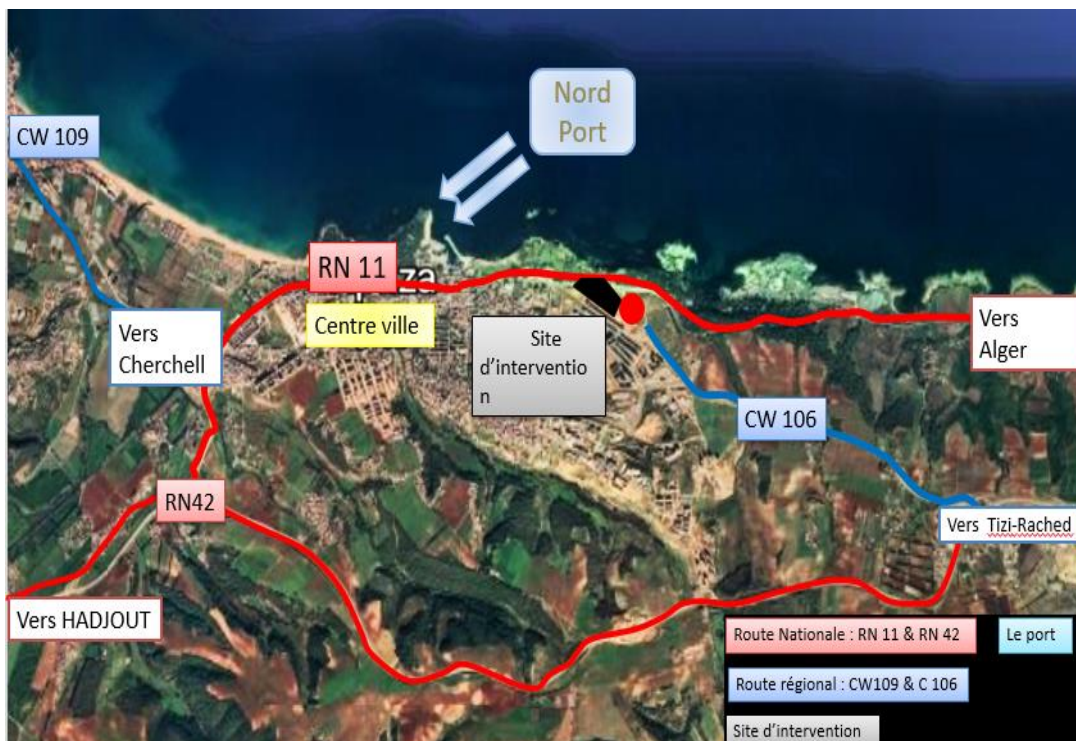 Nord
Port
CW 109
RN 11
Centre ville
Vers
Cherchell
Site
d'interventio
n
Vers
Alger
CW 106
RN42
Vers Tizi-Rached
Vers HADJOUT
Route Nationale : RN 11 & RN 42
Le port
Route régional : CW109 & C 106
Site d'intervention